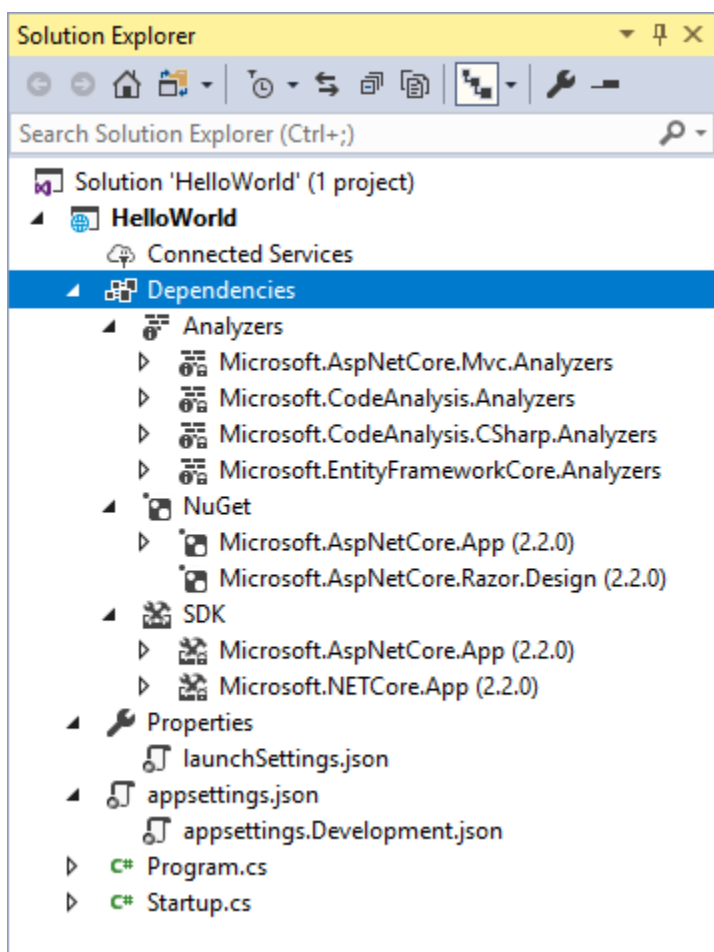 Solution Explorer
Search Solution Explorer (Ctrl+;)
Solution 'HelloWorld' (1 project)
HelloWorld
Connected Services
Dependencies
Analyzers
Microsoft.AspNetCore.Mvc.Analyzers
Microsoft.CodeAnalysis.Analyzers
Microsoft.CodeAnalysis.CSharp.Analyzers
Microsoft.EntityFrameworkCore.Analyzers
NuGet
Microsoft.AspNetCore.App (2.2.0)
Microsoft.AspNetCore.Razor.Design (2.2.0)
SDK
Microsoft.AspNetCore.App (2.2.0)
Microsoft.NETCore.App (2.2.0)
Properties
launchSettings.json
appsettings.json
appsettings.Development.json
C# Program.cs
C# Startup.cs